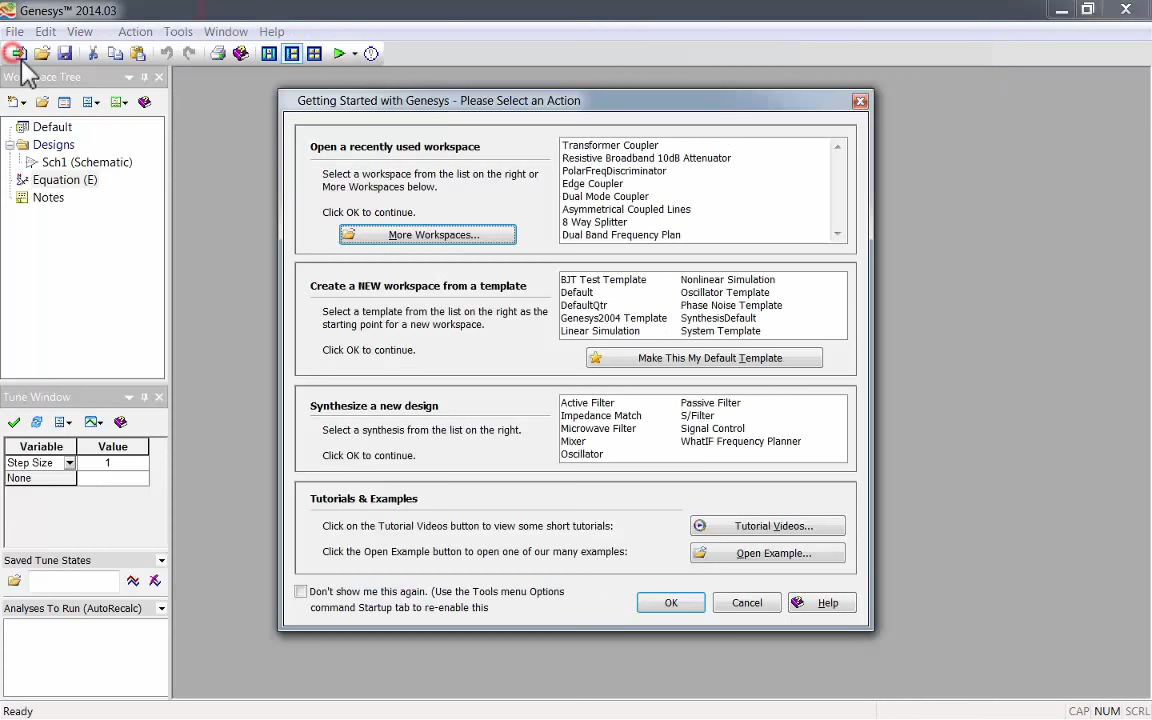 Genesys™ 2014.03
File Edit View Action Tools Window Help
Workspace Tree
Default
Designs
Sch1 (Schematic)
Equation (E)
Notes
Tune Window
Variable Value
Step Size 1
None
Saved Tune States
Analyses To Run (AutoRecalc)
Getting Started with Genesys - Please Select an Action
Open a recently used workspace
Select a workspace from the list on the right or
More Workspaces below.
Click OK to continue.
More Workspaces...
Transformer Coupler
Resistive Broadband 10dB Attenuator
PolarFreqDiscriminator
Edge Coupler
Dual Mode Coupler
Asymmetrical Coupled Lines
8 Way Splitter
Dual Band Frequency Plan
Create a NEW workspace from a template
Select a template from the list on the right as the
starting point for a new workspace.
Click OK to continue.
BJT Test Template Nonlinear Simulation
Default Oscillator Template
DefaultQtr Phase Noise Template
Genesys2004 Template SynthesisDefault
Linear Simulation System Template
Make This My Default Template
Synthesize a new design
Select a synthesis from the list on the right.
Click OK to continue.
Active Filter Passive Filter
Impedance Match S/Filter
Microwave Filter Signal Control
Mixer WhatIF Frequency Planner
Oscillator
Tutorials & Examples
Click on the Tutorial Videos button to view some short tutorials:
Tutorial Videos...
Click the Open Example button to open one of our many examples:
Open Example...
Don't show me this again. (Use the Tools menu Options
command Startup tab to re-enable this
OK Cancel Help
Ready CAP NUM SCRL